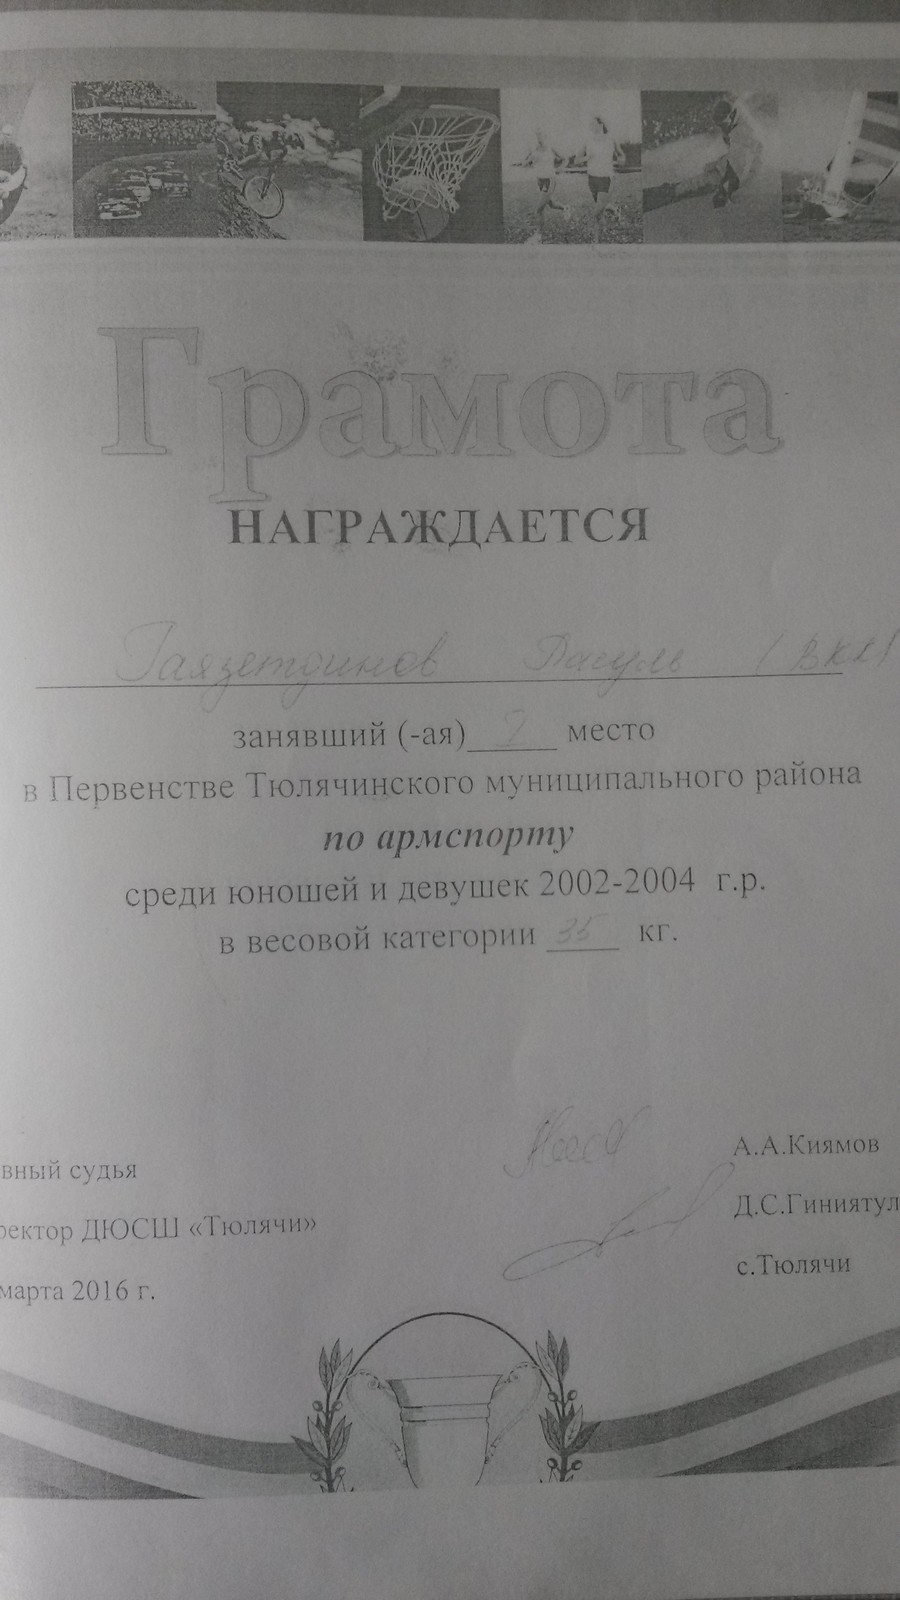 Грамота
НАГРАЖДАЕТСЯ
Гаязетдинов Расуль (ВКК)
занявший (-ая) место
в Первенстве Тюлячинского муниципального района
по армспорту
среди юношей и девушек 2002-2004 г.р.
в весовой категории 35 кг.
вный судья А.А.Киямов
ректор ДЮСШ «Тюлячи» Д.С.Гиниятул
марта 2016 г. с.Тюлячи